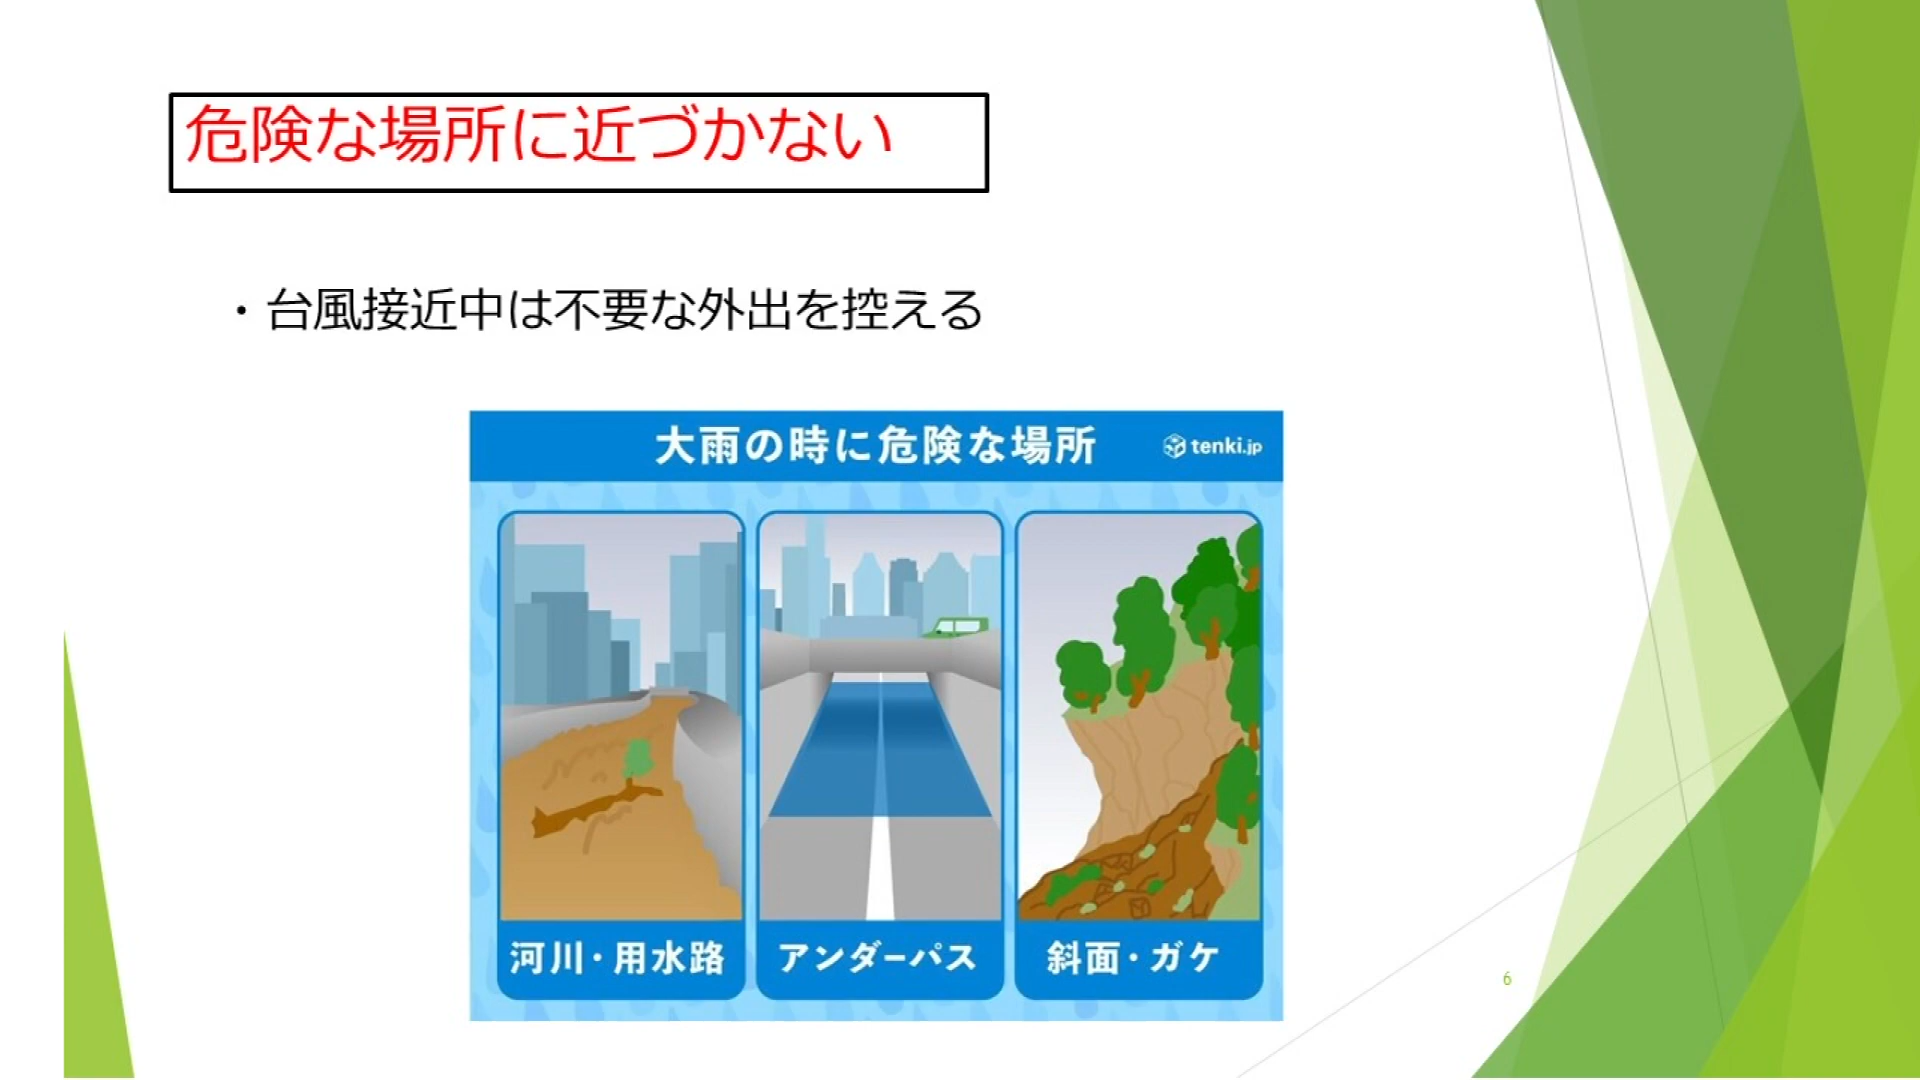 危険な場所に近づかない
・台風接近中は不要な外出を控える
大雨の時に危険な場所
tenki.jp
河川・用水路
アンダーパス
斜面・ガケ
6